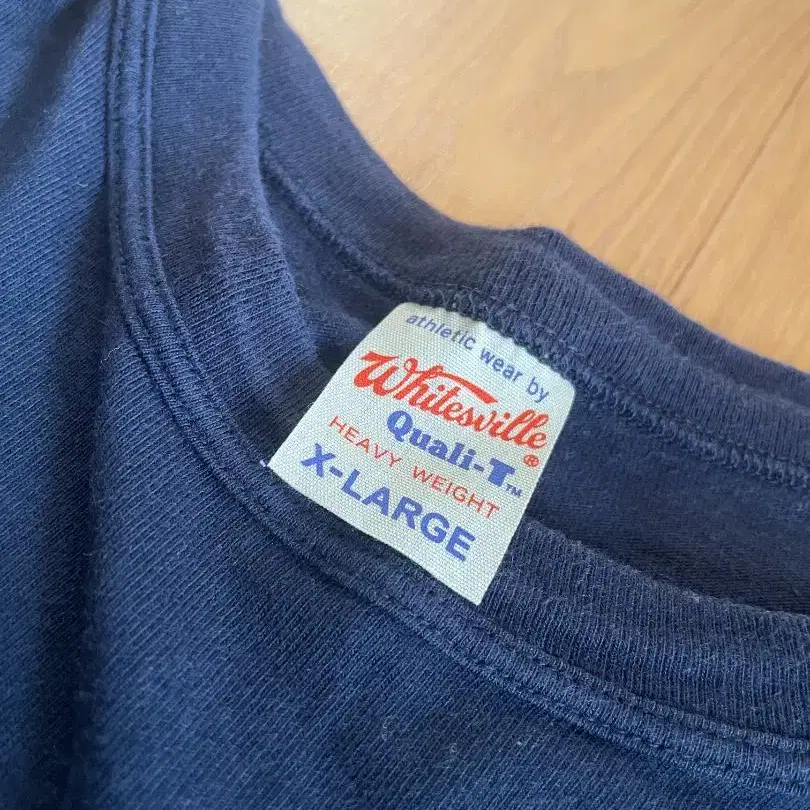 athletic wear by
Whitesville®
Quali-T™
HEAVY WEIGHT
X-LARGE